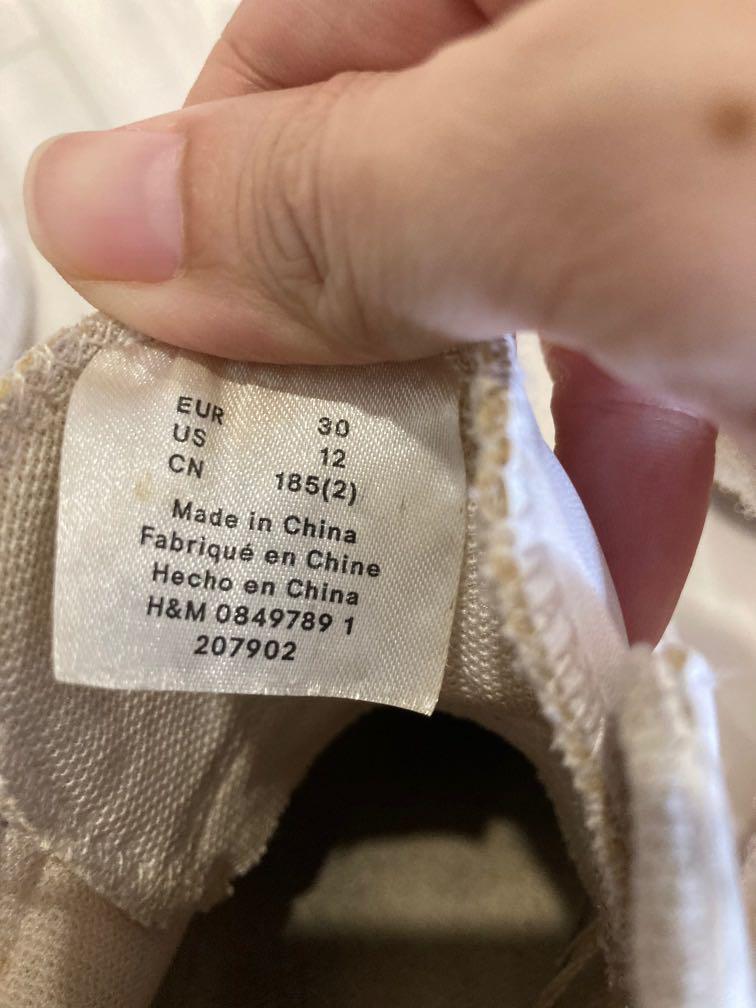 EUR 30
US 12
CN 185(2)
Made in China
Fabriqué en Chine
Hecho en China
H&M 0849789 1
207902